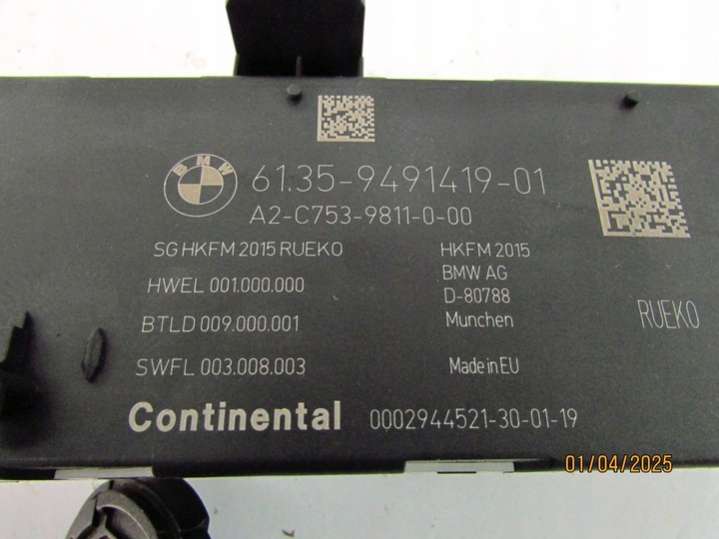 BMW
61.35-9491419-01
A2-C753-9811-0-00
SG HKFM 2015 RUEKO
HWEL 001.000.000
BTLD 009.000.001
SWFL 003.008.003
HKFM 2015
BMW AG
D-80788
Munchen
Made in EU
RUEKO
Continental 0002944521-30-01-19
01/04/2025